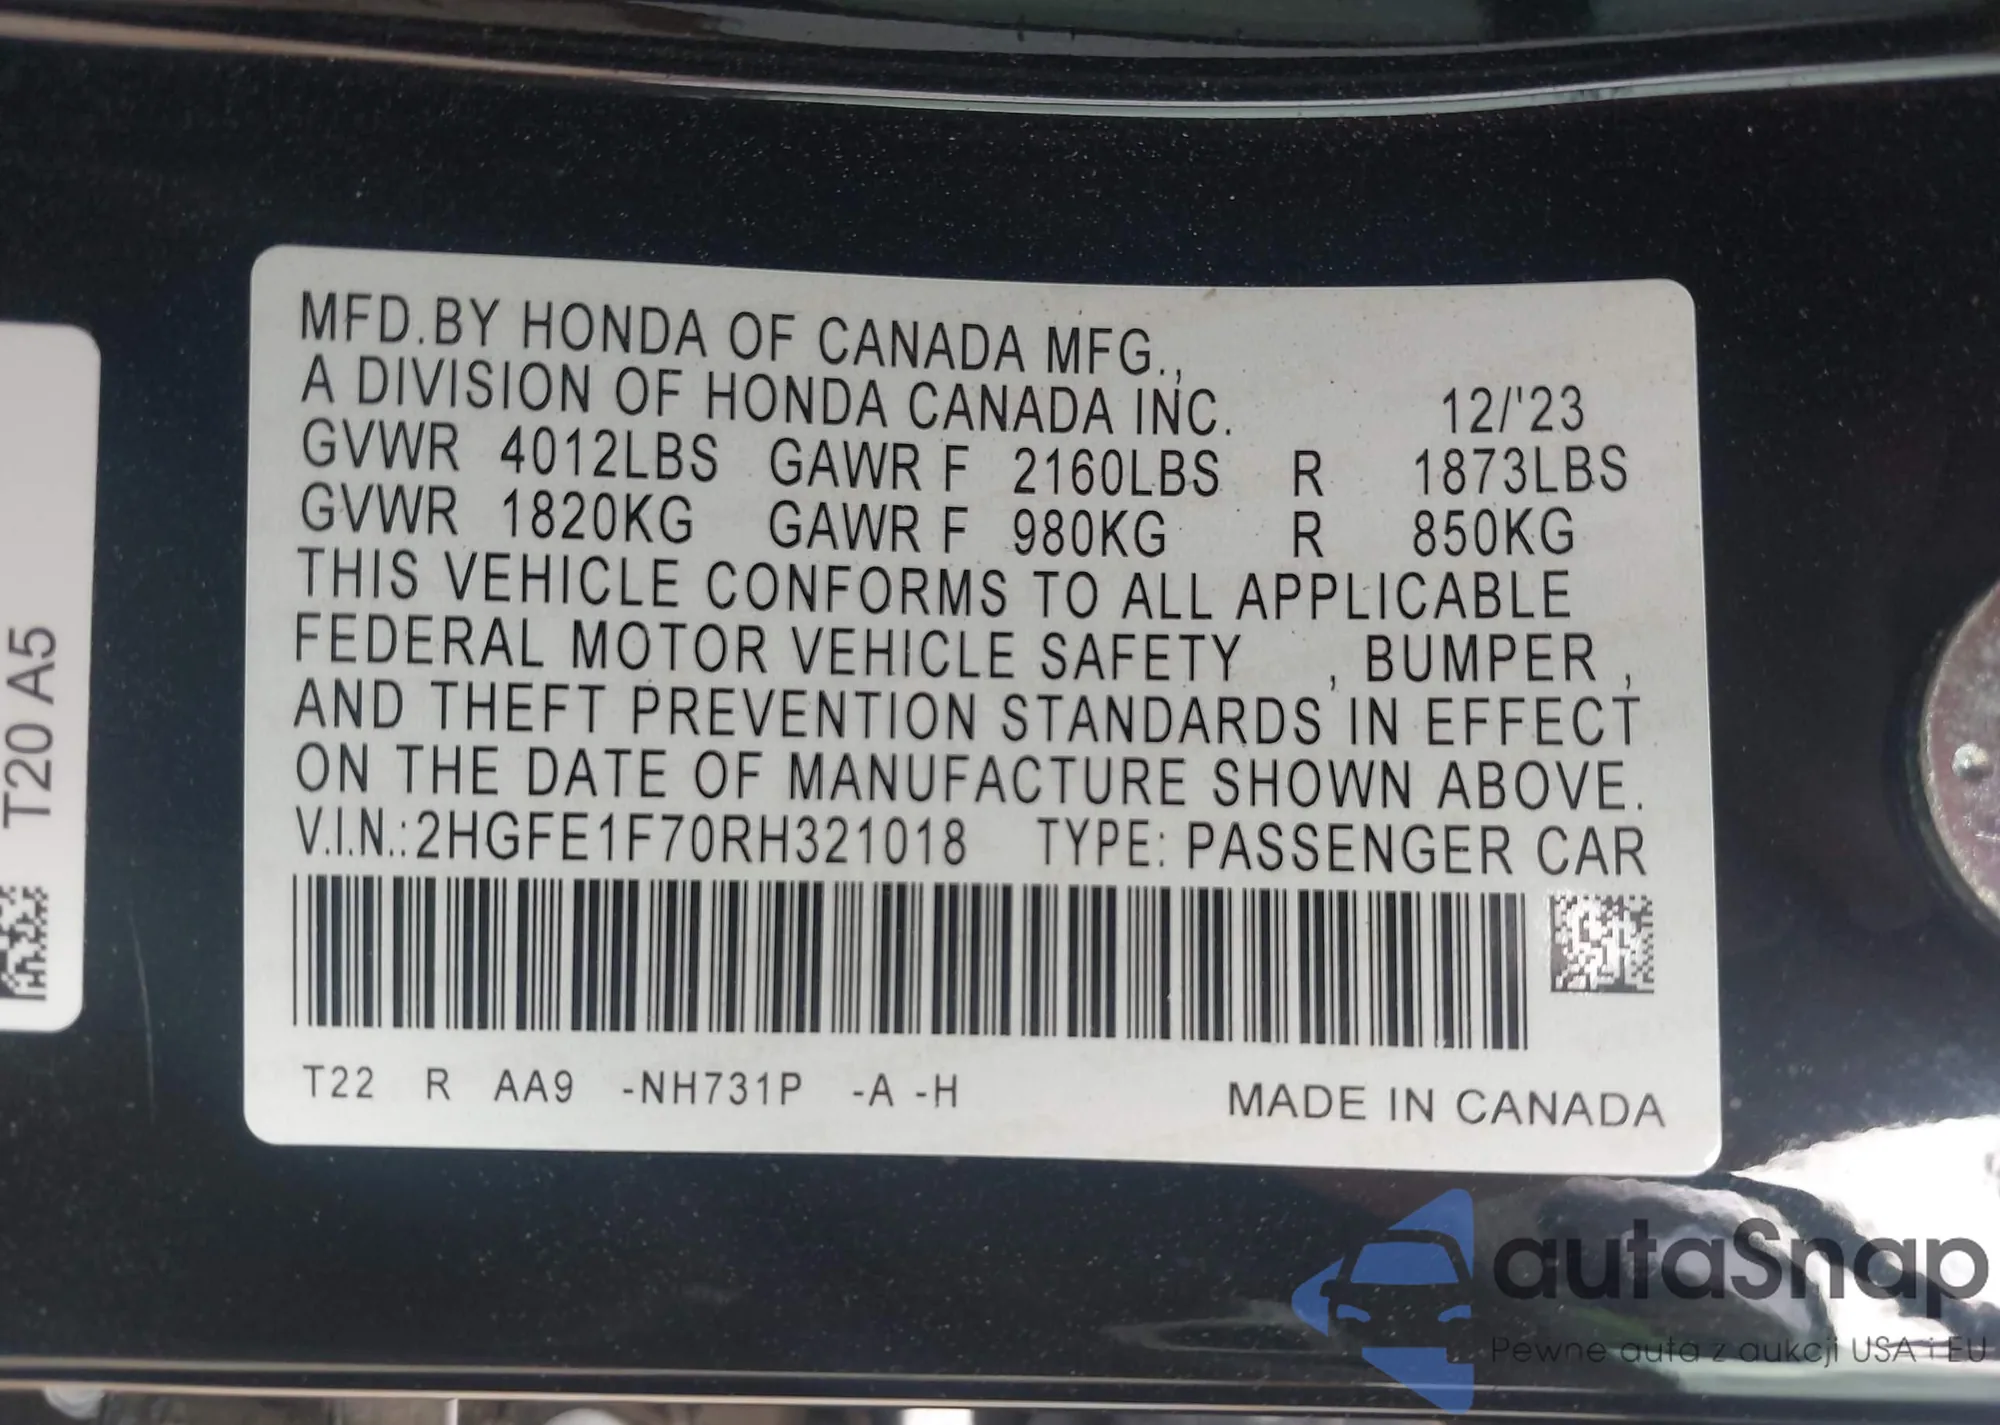 MFD.BY HONDA OF CANADA MFG.,
A DIVISION OF HONDA CANADA INC. 12/'23
GVWR 4012LBS GAWR F 2160LBS R 1873LBS
GVWR 1820KG GAWR F 980KG R 850KG
THIS VEHICLE CONFORMS TO ALL APPLICABLE
FEDERAL MOTOR VEHICLE SAFETY , BUMPER ,
AND THEFT PREVENTION STANDARDS IN EFFECT
ON THE DATE OF MANUFACTURE SHOWN ABOVE.
V.I.N.:2HGFE1F70RH321018 TYPE: PASSENGER CAR
T22 R AA9 -NH731P -A -H MADE IN CANADA
T20 A5
autaSnap
Pewne auta z aukcji USA i EU